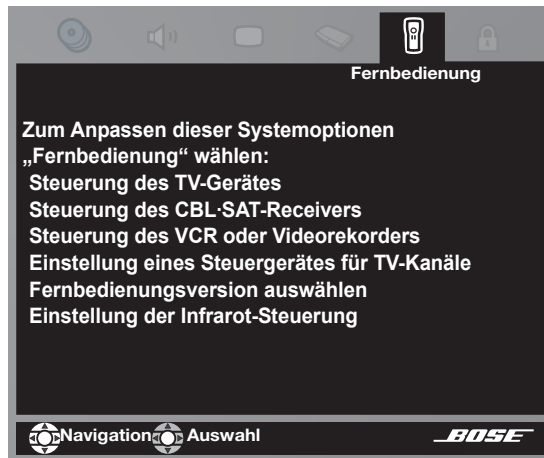 Fernbedienung
Zum Anpassen dieser Systemoptionen
„Fernbedienung“ wählen:
Steuerung des TV-Gerätes
Steuerung des CBL·SAT-Receivers
Steuerung des VCR oder Videorekorders
Einstellung eines Steuergerätes für TV-Kanäle
Fernbedienungsversion auswählen
Einstellung der Infrarot-Steuerung
Navigation Auswahl BOSE